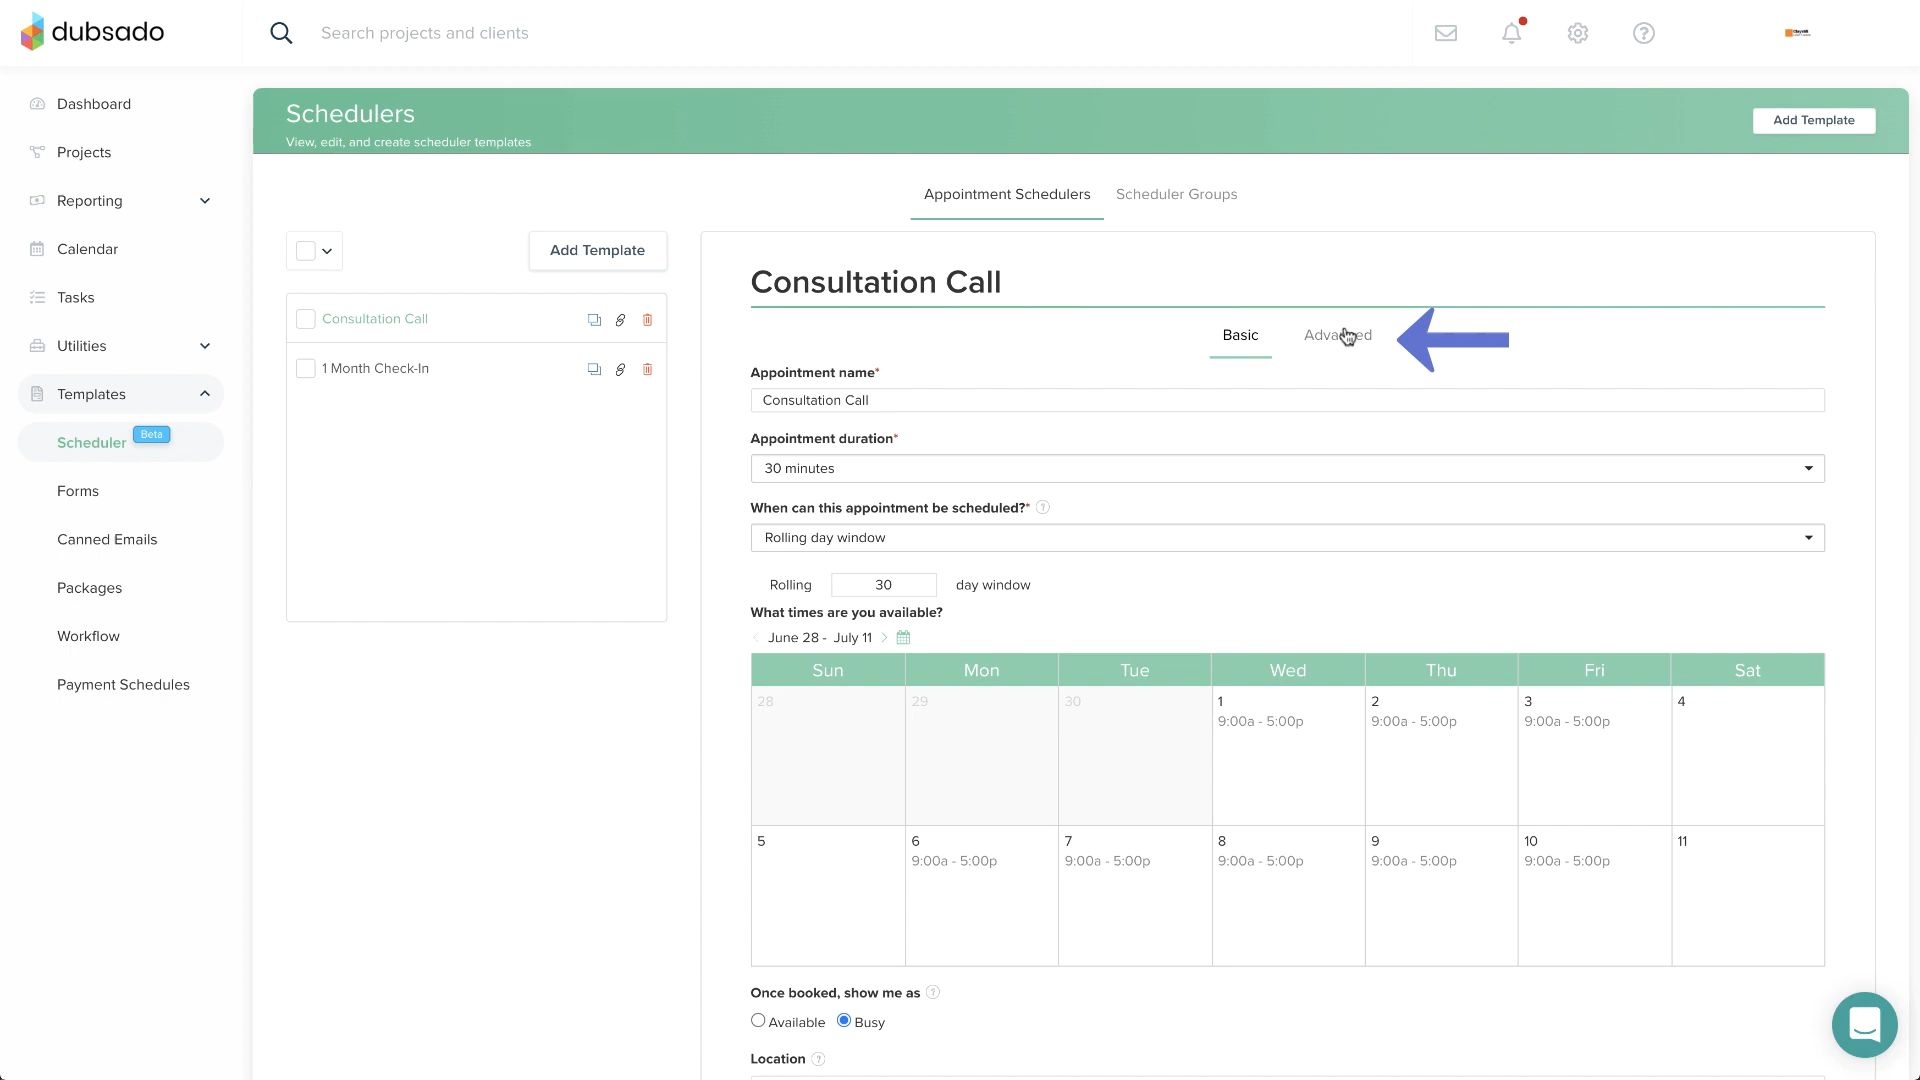 dubsado
Search projects and clients
Dashboard
Projects
Reporting
Calendar
Tasks
Utilities
Templates
Scheduler
Beta
Forms
Canned Emails
Packages
Workflow
Payment Schedules
Schedulers
View, edit, and create scheduler templates
Add Template
Appointment Schedulers
Scheduler Groups
Add Template
Consultation Call
1 Month Check-In
Consultation Call
Basic
Advanced
Appointment name*
Consultation Call
Appointment duration*
30 minutes
When can this appointment be scheduled?* ?
Rolling day window
Rolling 30 day window
What times are you available?
June 28 - July 11
Sun Mon Tue Wed Thu Fri Sat
28 29 30 1 2 3 4
9:00a - 5:00p 9:00a - 5:00p 9:00a - 5:00p
5 6 7 8 9 10 11
9:00a - 5:00p 9:00a - 5:00p 9:00a - 5:00p 9:00a - 5:00p 9:00a - 5:00p
Once booked, show me as ?
Available Busy
Location ?